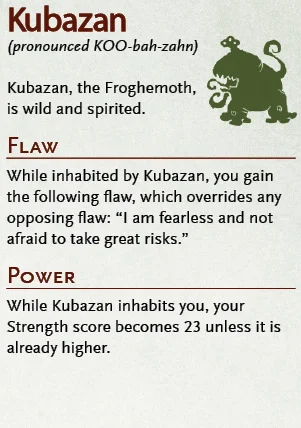 Kubazan
(pronounced KOO-bah-zahn)
Kubazan, the Froghemoth,
is wild and spirited.
Flaw
While inhabited by Kubazan, you gain
the following flaw, which overrides any
opposing flaw: “I am fearless and not
afraid to take great risks.”
Power
While Kubazan inhabits you, your
Strength score becomes 23 unless it is
already higher.